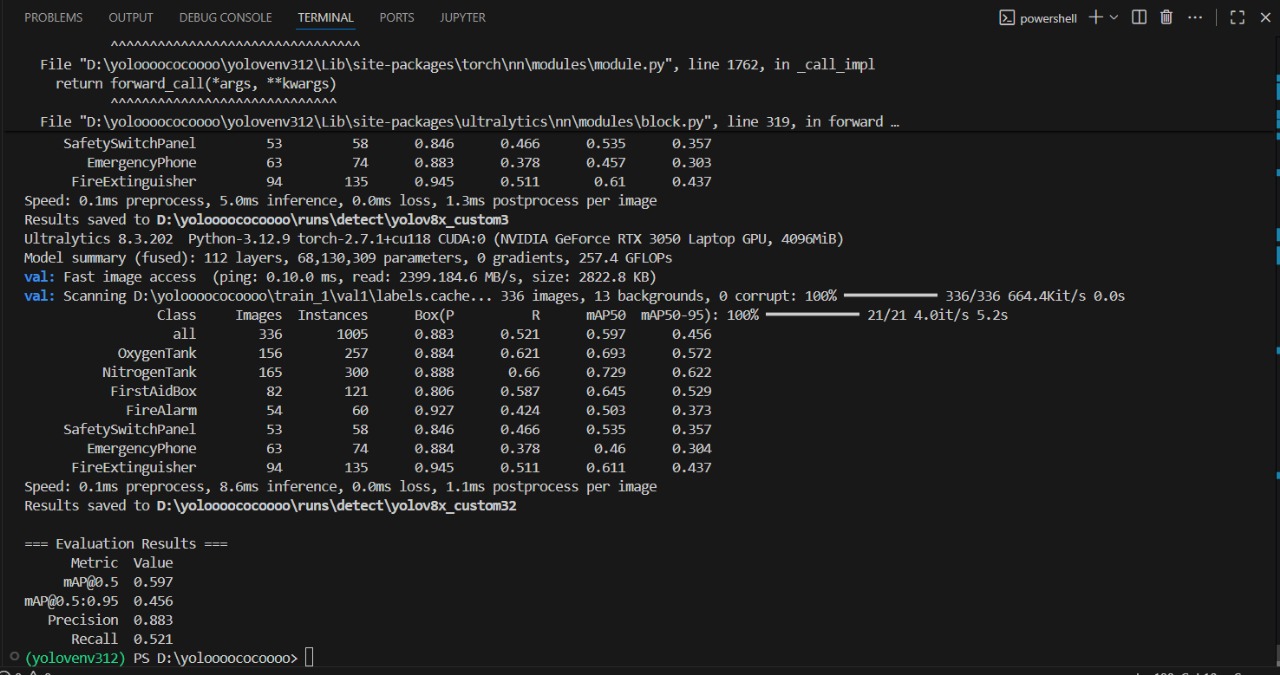 PROBLEMS OUTPUT DEBUG CONSOLE TERMINAL PORTS JUPYTER powershell
^^^^^^^^^^^^^^^^^^^^^^^^^^^^^^^^
File "D:\yoloooococoooo\yolovenv312\Lib\site-packages\torch\nn\modules\module.py", line 1762, in _call_impl
return forward_call(*args, **kwargs)
^^^^^^^^^^^^^^^^^^^^^^^^^^^^^
File "D:\yoloooococoooo\yolovenv312\Lib\site-packages\ultralytics\nn\modules\block.py", line 319, in forward …
SafetySwitchPanel 53 58 0.846 0.466 0.535 0.357
EmergencyPhone 63 74 0.883 0.378 0.457 0.303
FireExtinguisher 94 135 0.945 0.511 0.61 0.437
Speed: 0.1ms preprocess, 5.0ms inference, 0.0ms loss, 1.3ms postprocess per image
Results saved to D:\yoloooococoooo\runs\detect\yolov8x_custom3
Ultralytics 8.3.202 Python-3.12.9 torch-2.7.1+cu118 CUDA:0 (NVIDIA GeForce RTX 3050 Laptop GPU, 4096MiB)
Model summary (fused): 112 layers, 68,130,309 parameters, 0 gradients, 257.4 GFLOPs
val: Fast image access (ping: 0.10.0 ms, read: 2399.184.6 MB/s, size: 2822.8 KB)
val: Scanning D:\yoloooococoooo\train_1\val1\labels.cache... 336 images, 13 backgrounds, 0 corrupt: 100% ━━━━━━━━━━━━ 336/336 664.4Kit/s 0.0s
Class Images Instances Box(P R mAP50 mAP50-95): 100% ━━━━━━━━━━━━ 21/21 4.0it/s 5.2s
all 336 1005 0.883 0.521 0.597 0.456
OxygenTank 156 257 0.884 0.621 0.693 0.572
NitrogenTank 165 300 0.888 0.66 0.729 0.622
FirstAidBox 82 121 0.806 0.587 0.645 0.529
FireAlarm 54 60 0.927 0.424 0.503 0.373
SafetySwitchPanel 53 58 0.846 0.466 0.535 0.357
EmergencyPhone 63 74 0.884 0.378 0.46 0.304
FireExtinguisher 94 135 0.945 0.511 0.611 0.437
Speed: 0.1ms preprocess, 8.6ms inference, 0.0ms loss, 1.1ms postprocess per image
Results saved to D:\yoloooococoooo\runs\detect\yolov8x_custom32
=== Evaluation Results ===
Metric Value
mAP@0.5 0.597
mAP@0.5:0.95 0.456
Precision 0.883
Recall 0.521
(yolovenv312) PS D:\yoloooococoooo>